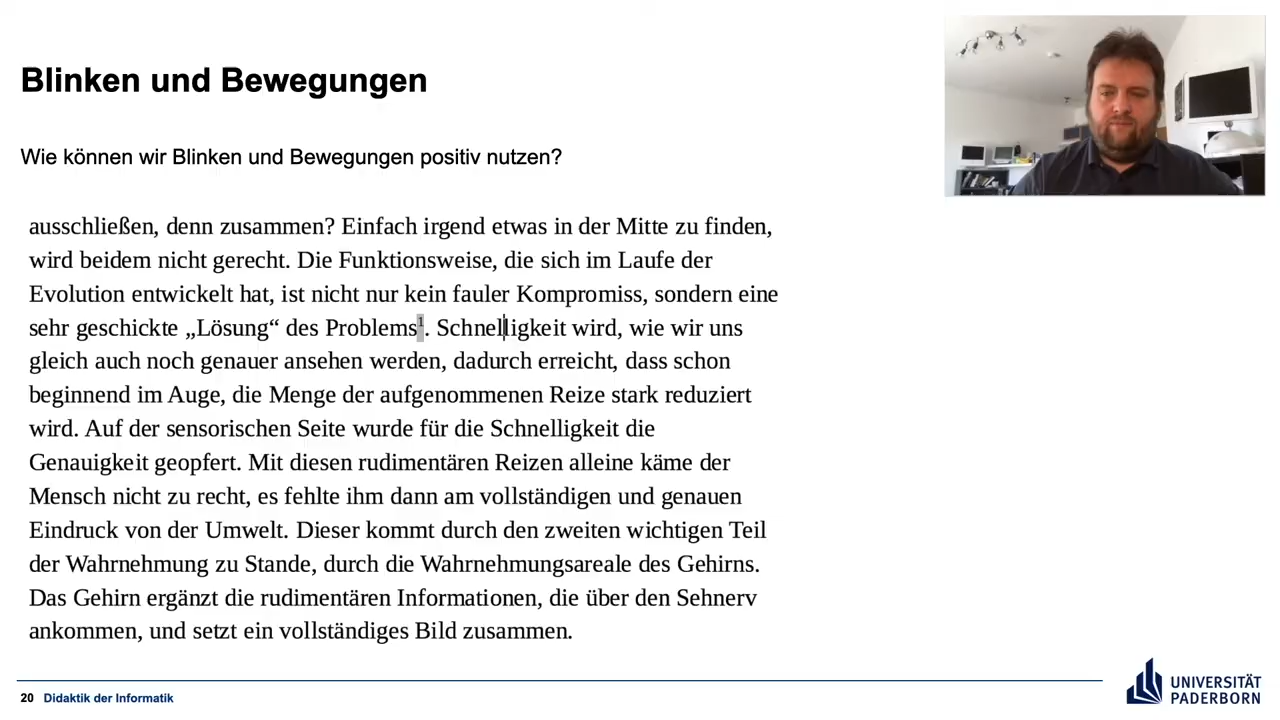 Blinken und Bewegungen
Wie können wir Blinken und Bewegungen positiv nutzen?
ausschließen, denn zusammen? Einfach irgend etwas in der Mitte zu finden,
wird beidem nicht gerecht. Die Funktionsweise, die sich im Laufe der
Evolution entwickelt hat, ist nicht nur kein fauler Kompromiss, sondern eine
sehr geschickte „Lösung“ des Problems¹. Schnelligkeit wird, wie wir uns
gleich auch noch genauer ansehen werden, dadurch erreicht, dass schon
beginnend im Auge, die Menge der aufgenommenen Reize stark reduziert
wird. Auf der sensorischen Seite wurde für die Schnelligkeit die
Genauigkeit geopfert. Mit diesen rudimentären Reizen alleine käme der
Mensch nicht zu recht, es fehlte ihm dann am vollständigen und genauen
Eindruck von der Umwelt. Dieser kommt durch den zweiten wichtigen Teil
der Wahrnehmung zu Stande, durch die Wahrnehmungsareale des Gehirns.
Das Gehirn ergänzt die rudimentären Informationen, die über den Sehnerv
ankommen, und setzt ein vollständiges Bild zusammen.
20 Didaktik der Informatik
UNIVERSITÄT
PADERBORN